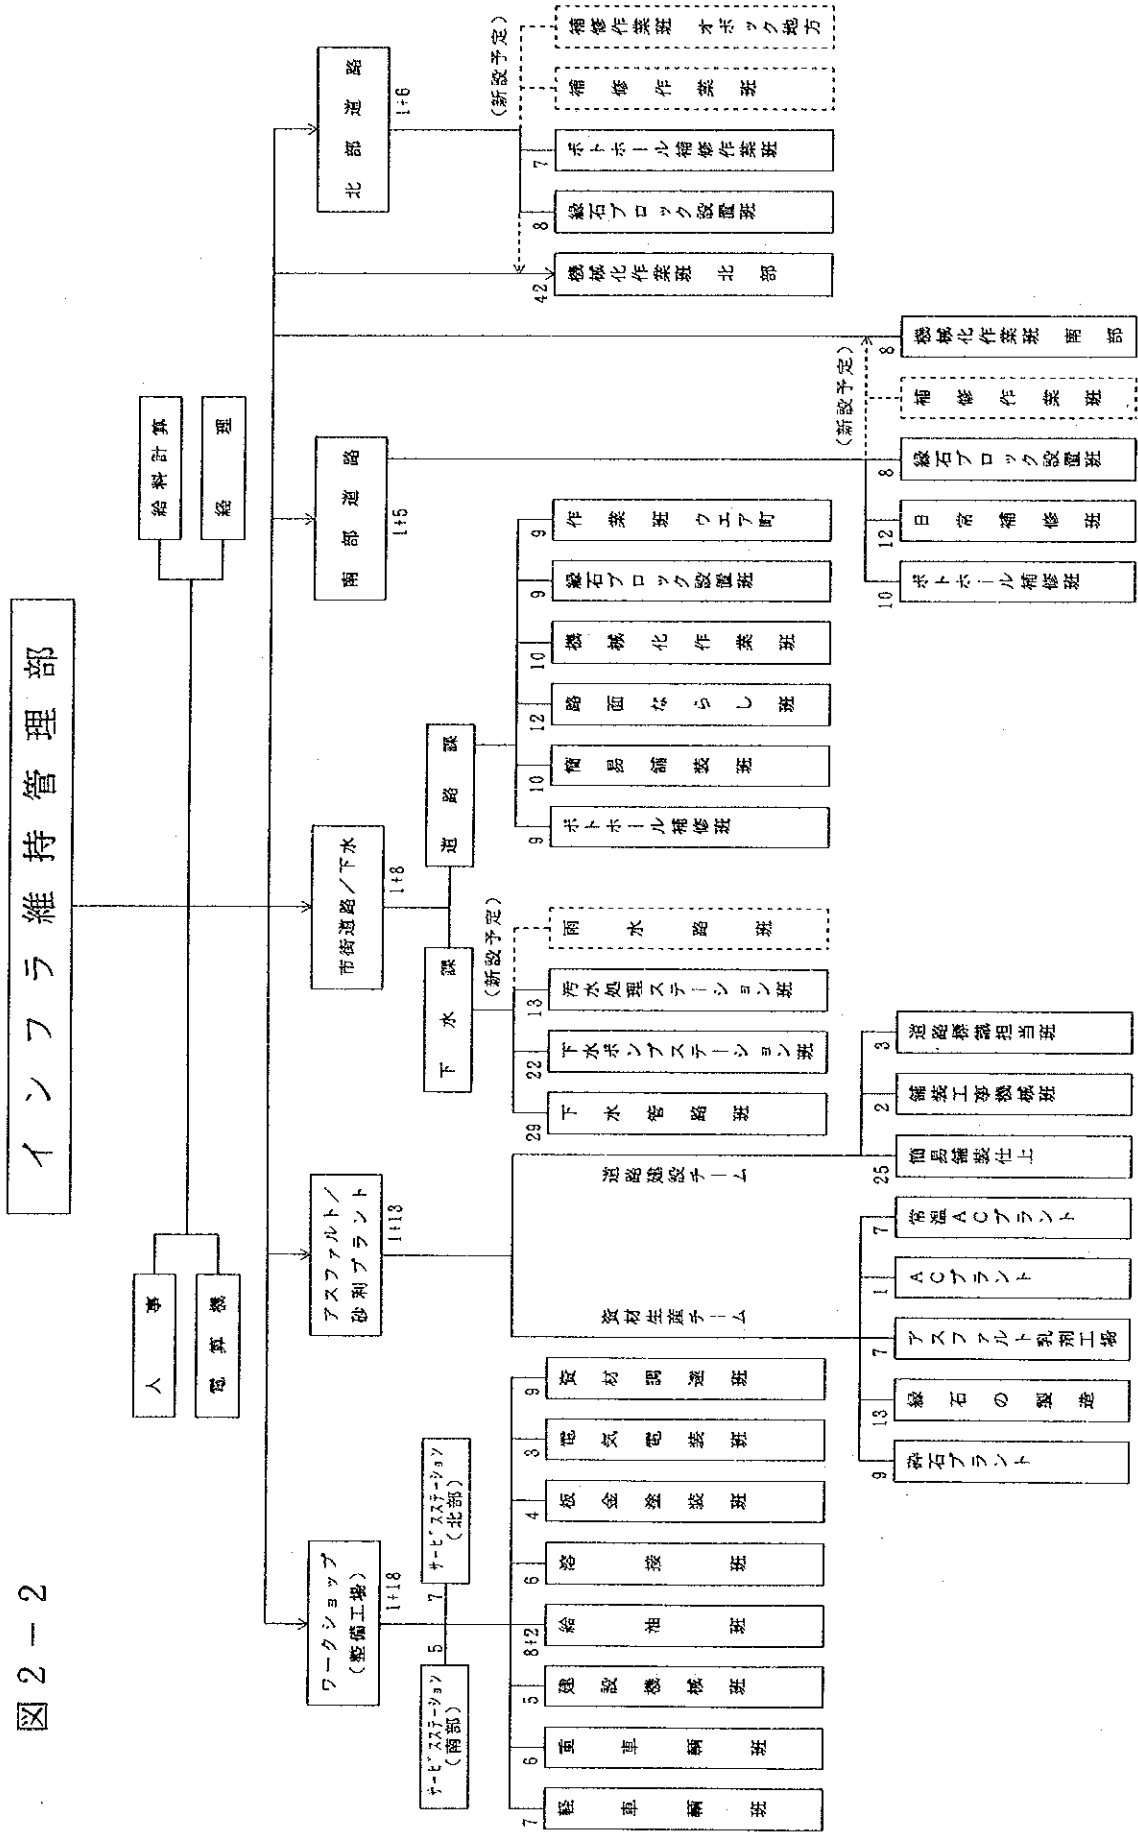 図2-2
インフラ維持管理部
人事
電算機
給料計算
経理
ワークショップ
(整備工場)
1+18
アスファルト/
砂利プラント
1+13
市街道路/下水
1+8
南部道路
1+5
北部道路
1+6
サービスステーション
(南部)
5
7
サービスステーション
(北部)
下水課
道路課
7
軽車輌班
6
重車輌班
5
建設機械班
8+2
給油班
6
溶接班
4
板金塗装班
3
電気電装班
9
資材調達班
資材生産チーム
道路建設チーム
9
砕石プラント
13
縁石の製造
7
アスファルト乳剤工場
1
ACプラント
7
常温ACプラント
25
簡易舗装仕上
2
舗装工事機械班
3
道路標識担当班
(新設予定)
29
下水管路班
22
下水ポンプステーション班
13
汚水処理ステーション班
雨水路班
9
ポトホール補修班
10
簡易舗装班
12
路面ならし班
10
機械化作業班
9
縁石ブロック設置班
9
作業班 ウエア町
(新設予定)
10
ポトホール補修班
12
日常補修班
8
縁石ブロック設置班
補修作業班
8
機械化作業班 南部
(新設予定)
42
機械化作業班 北部
8
縁石ブロック設置班
7
ポトホール補修作業班
補修作業班
補修作業班 オボック地方